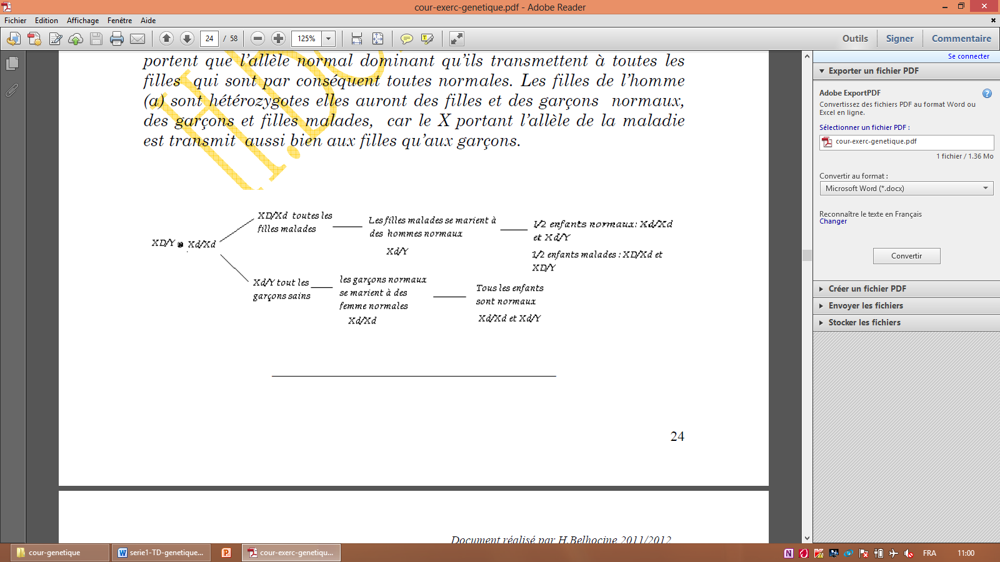 cour-exerc-genetique.pdf - Adobe Reader
Fichier Edition Affichage Fenêtre Aide
24 / 58 125% Outils Signer Commentaire
portent que l'allèle normal dominant qu'ils transmettent à toutes les
filles qui sont par conséquent toutes normales. Les filles de l'homme
(a) sont hétérozygotes elles auront des filles et des garçons normaux,
des garçons et filles malades, car le X portant l'allèle de la maladie
est transmit aussi bien aux filles qu'aux garçons.
XD/Y Xd/Xd
XD/Xd toutes les
filles malades
Les filles malades se marient à
des hommes normaux
Xd/Y
1/2 enfants normaux: Xd/Xd
et Xd/Y
1/2 enfants malades : XD/Xd et
XD/Y
Xd/Y tout les
garçons sains
les garçons normaux
se marient à des
femme normales
Xd/Xd
Tous les enfants
sont normaux
Xd/Xd et Xd/Y
24
Document réalisé par H.Belhocine 2011/2012
Se connecter
Exporter un fichier PDF
Adobe ExportPDF
Convertissez des fichiers PDF au format Word ou
Excel en ligne.
Sélectionner un fichier PDF :
cour-exerc-genetique.pdf
1 fichier / 1.36 Mo
Convertir au format :
Microsoft Word (*.docx)
Reconnaître le texte en Français
Changer
Convertir
Créer un fichier PDF
Envoyer les fichiers
Stocker les fichiers
cour-genetique serie1-TD-genetique... cour-exerc-genetiqu... FRA 11:00